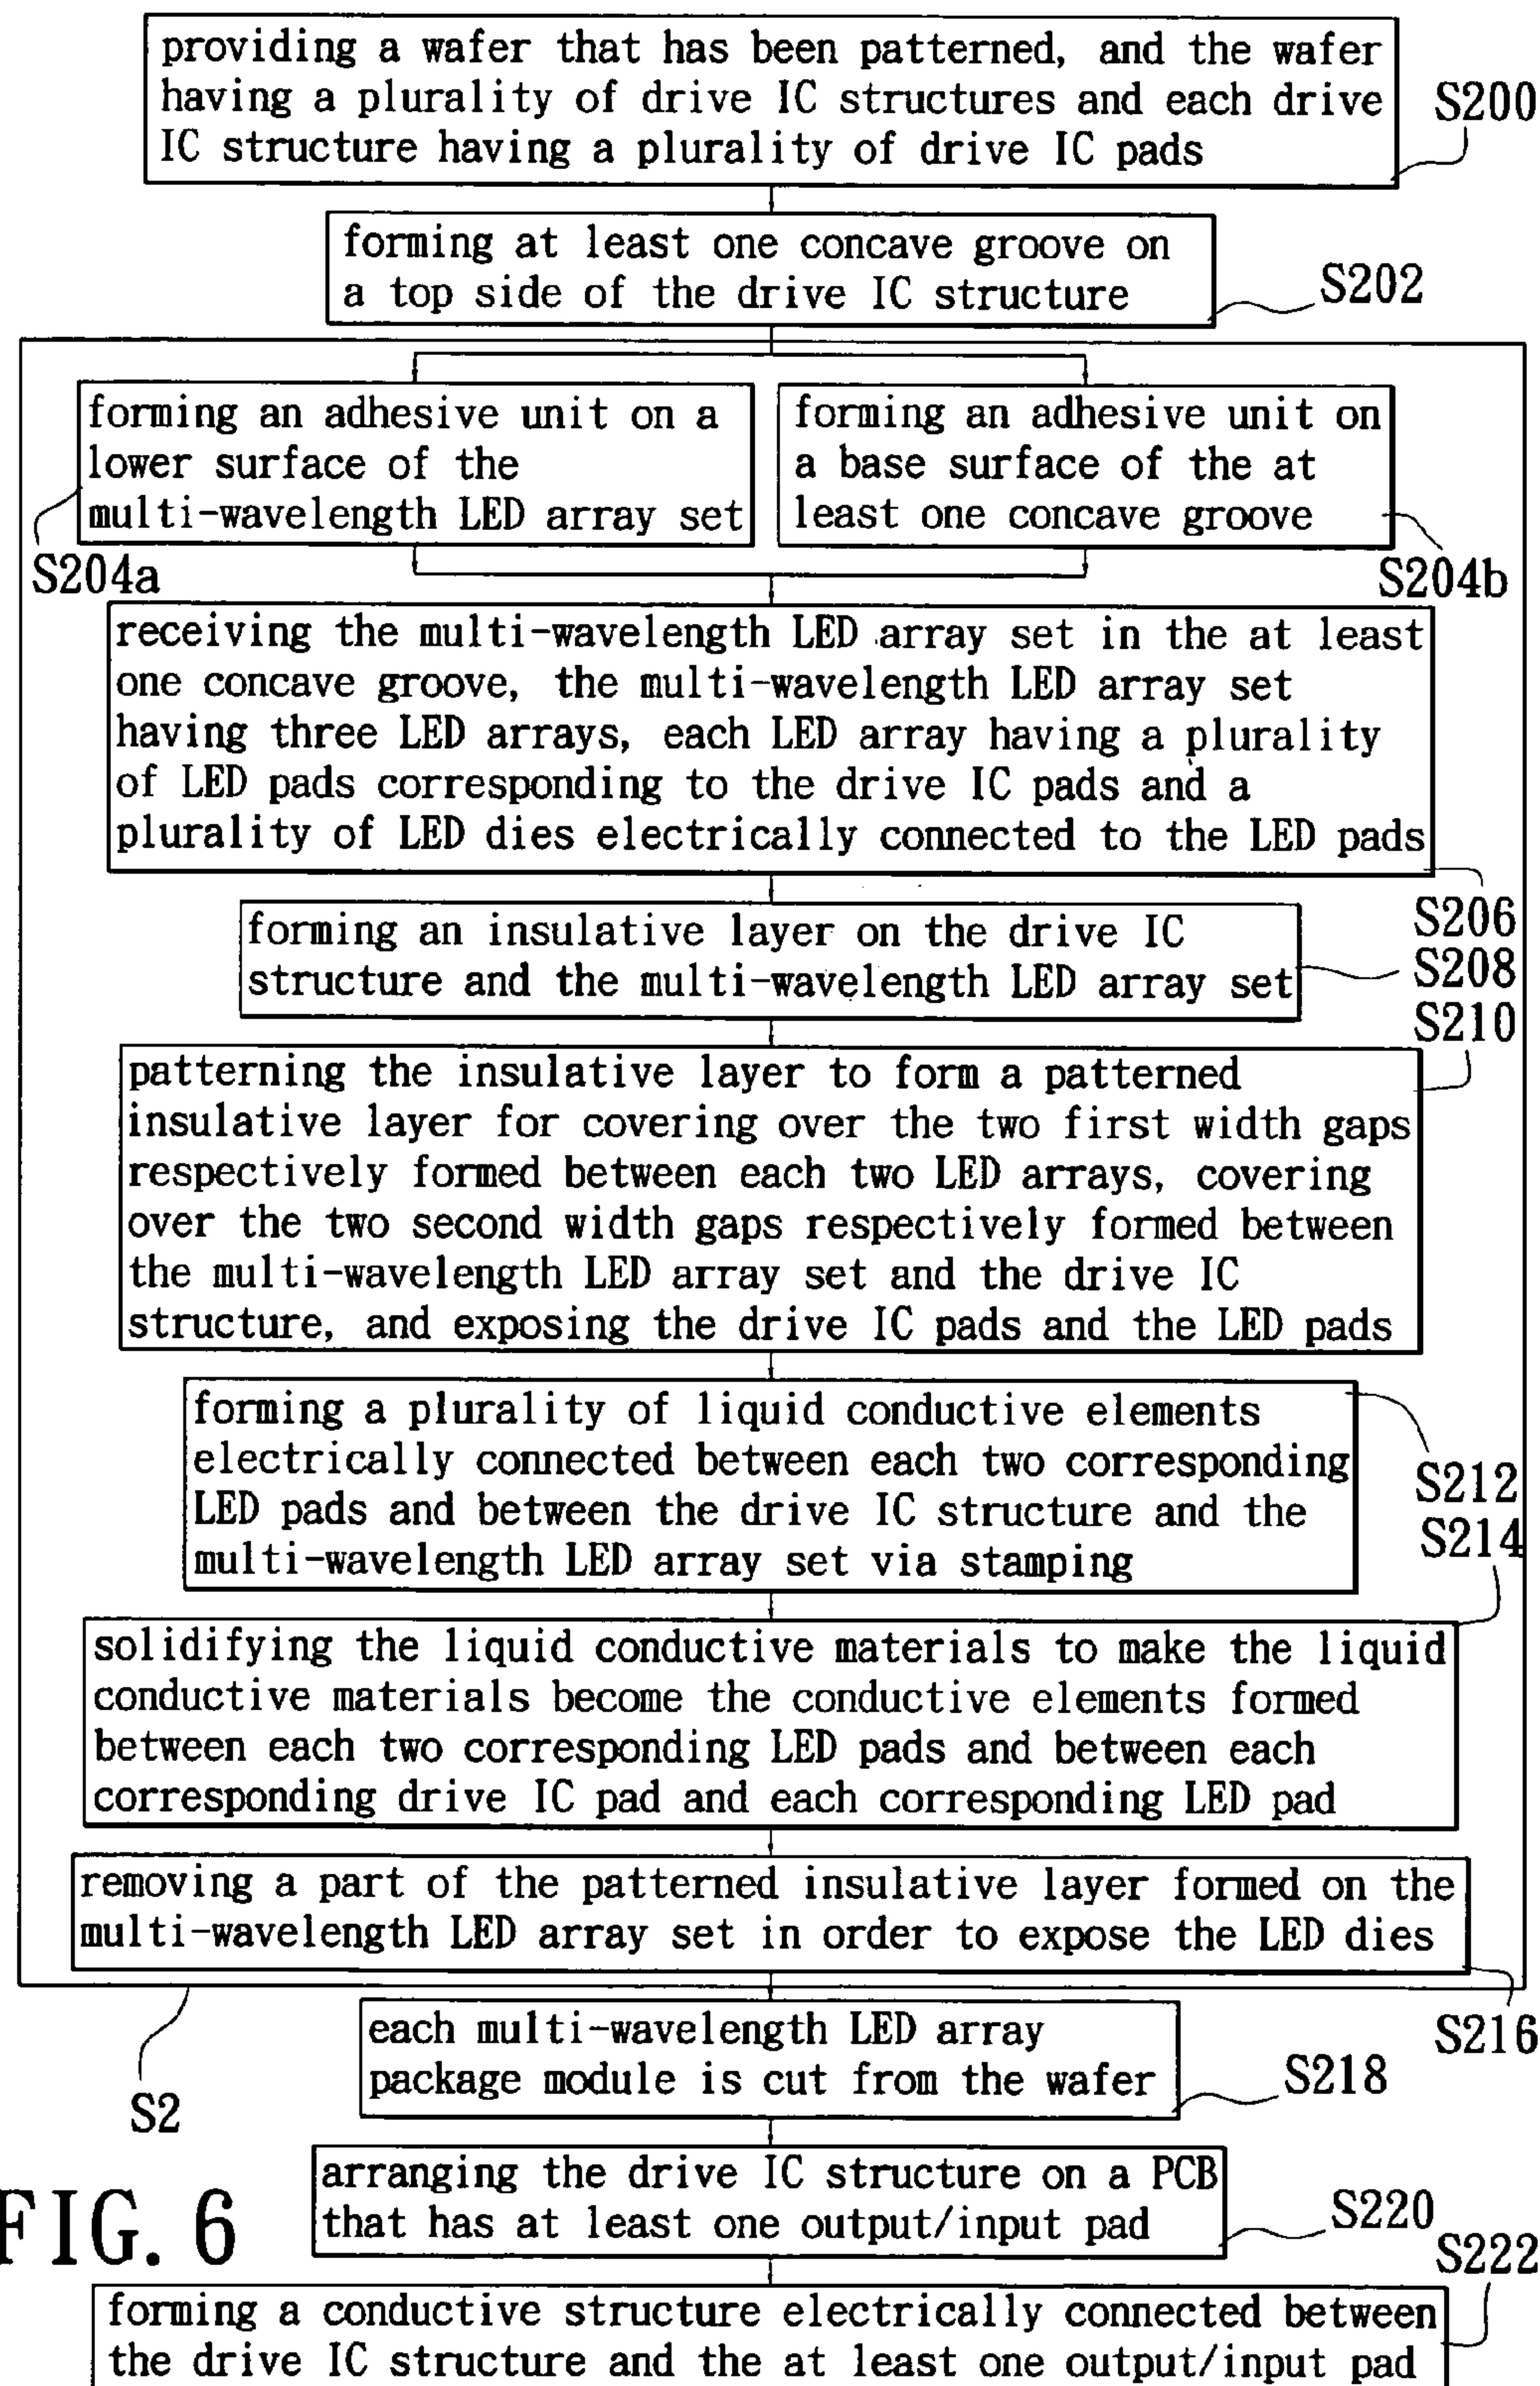 providing a wafer that has been patterned, and the wafer
having a plurality of drive IC structures and each drive
IC structure having a plurality of drive IC pads
S200
forming at least one concave groove on
a top side of the drive IC structure
S202
forming an adhesive unit on a
lower surface of the
multi-wavelength LED array set
S204a
forming an adhesive unit on
a base surface of the at
least one concave groove
S204b
receiving the multi-wavelength LED array set in the at least
one concave groove, the multi-wavelength LED array set
having three LED arrays, each LED array having a plurality
of LED pads corresponding to the drive IC pads and a
plurality of LED dies electrically connected to the LED pads
S206
forming an insulative layer on the drive IC
structure and the multi-wavelength LED array set
S208
S210
patterning the insulative layer to form a patterned
insulative layer for covering over the two first width gaps
respectively formed between each two LED arrays, covering
over the two second width gaps respectively formed between
the multi-wavelength LED array set and the drive IC
structure, and exposing the drive IC pads and the LED pads
forming a plurality of liquid conductive elements
electrically connected between each two corresponding
LED pads and between the drive IC structure and the
multi-wavelength LED array set via stamping
S212
S214
solidifying the liquid conductive materials to make the liquid
conductive materials become the conductive elements formed
between each two corresponding LED pads and between each
corresponding drive IC pad and each corresponding LED pad
removing a part of the patterned insulative layer formed on the
multi-wavelength LED array set in order to expose the LED dies
S216
S2
each multi-wavelength LED array
package module is cut from the wafer
S218
arranging the drive IC structure on a PCB
that has at least one output/input pad
S220
FIG. 6
S222
forming a conductive structure electrically connected between
the drive IC structure and the at least one output/input pad